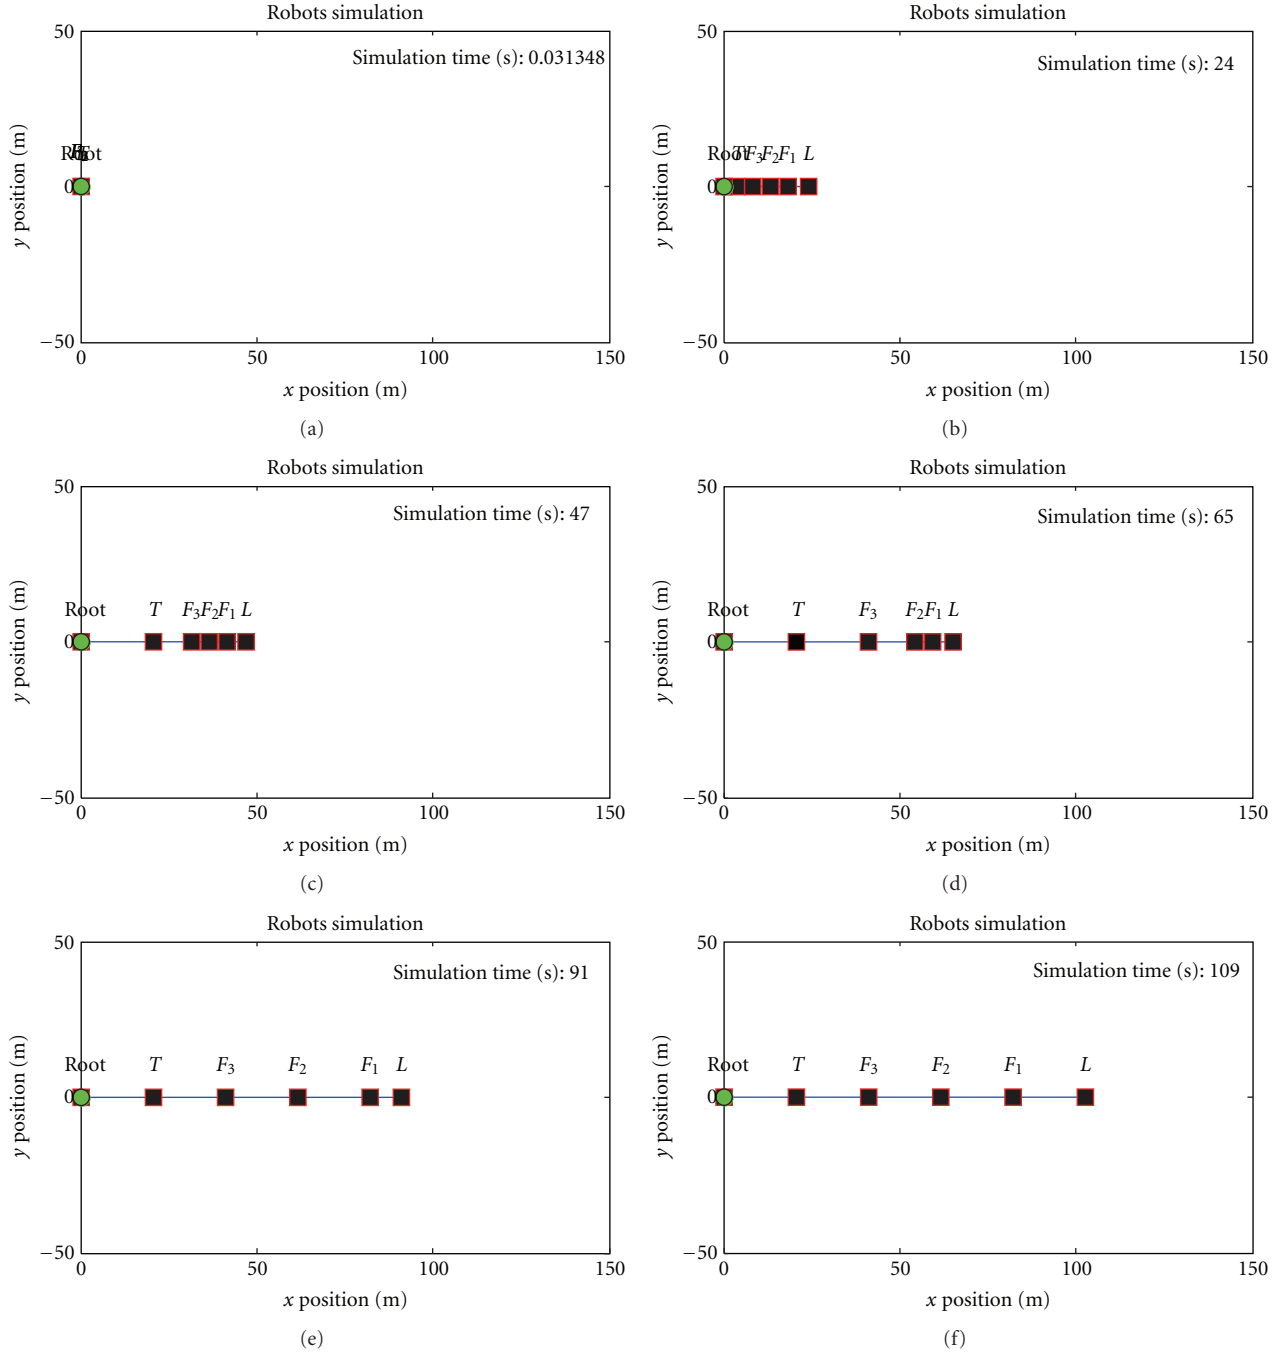 Robots simulation
50
Simulation time (s): 0.031348
Root
0
y position (m)
−50
0 50 100 150
x position (m)
(a)
Robots simulation
50
Simulation time (s): 24
Root T F₃ F₂ F₁ L
0
y position (m)
−50
0 50 100 150
x position (m)
(b)
Robots simulation
50
Simulation time (s): 47
Root T F₃ F₂ F₁ L
0
y position (m)
−50
0 50 100 150
x position (m)
(c)
Robots simulation
50
Simulation time (s): 65
Root T F₃ F₂ F₁ L
0
y position (m)
−50
0 50 100 150
x position (m)
(d)
Robots simulation
50
Simulation time (s): 91
Root T F₃ F₂ F₁ L
0
y position (m)
−50
0 50 100 150
x position (m)
(e)
Robots simulation
50
Simulation time (s): 109
Root T F₃ F₂ F₁ L
0
y position (m)
−50
0 50 100 150
x position (m)
(f)